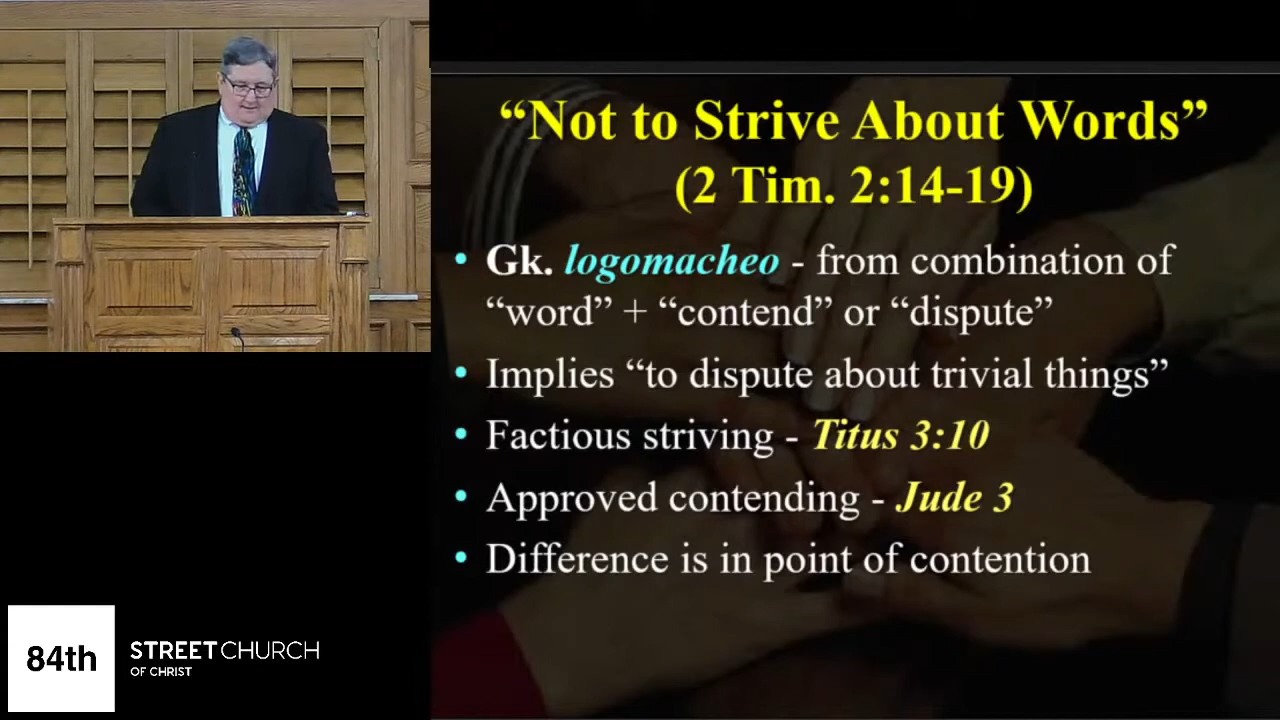 “Not to Strive About Words”
(2 Tim. 2:14-19)
• Gk. logomacheo - from combination of
“word” + “contend” or “dispute”
• Implies “to dispute about trivial things”
• Factious striving - Titus 3:10
• Approved contending - Jude 3
• Difference is in point of contention
84th
STREET CHURCH
OF CHRIST